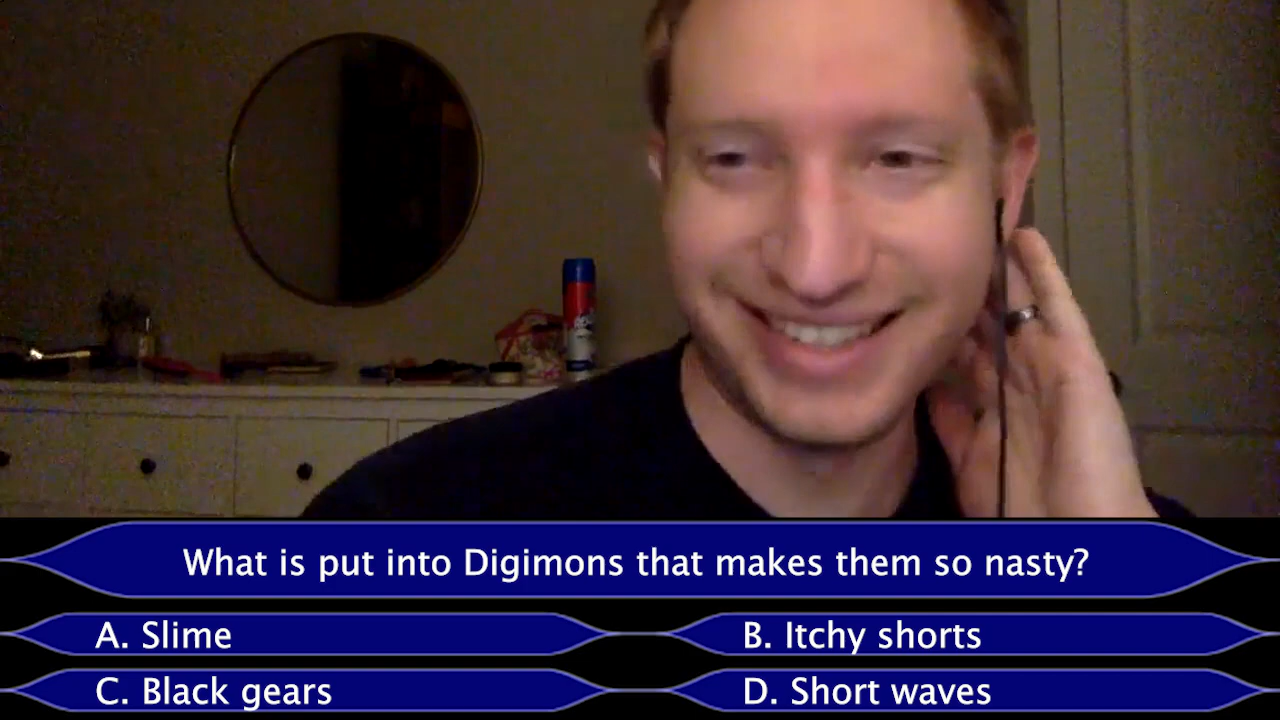 What is put into Digimons that makes them so nasty?
A. Slime
B. Itchy shorts
C. Black gears
D. Short waves